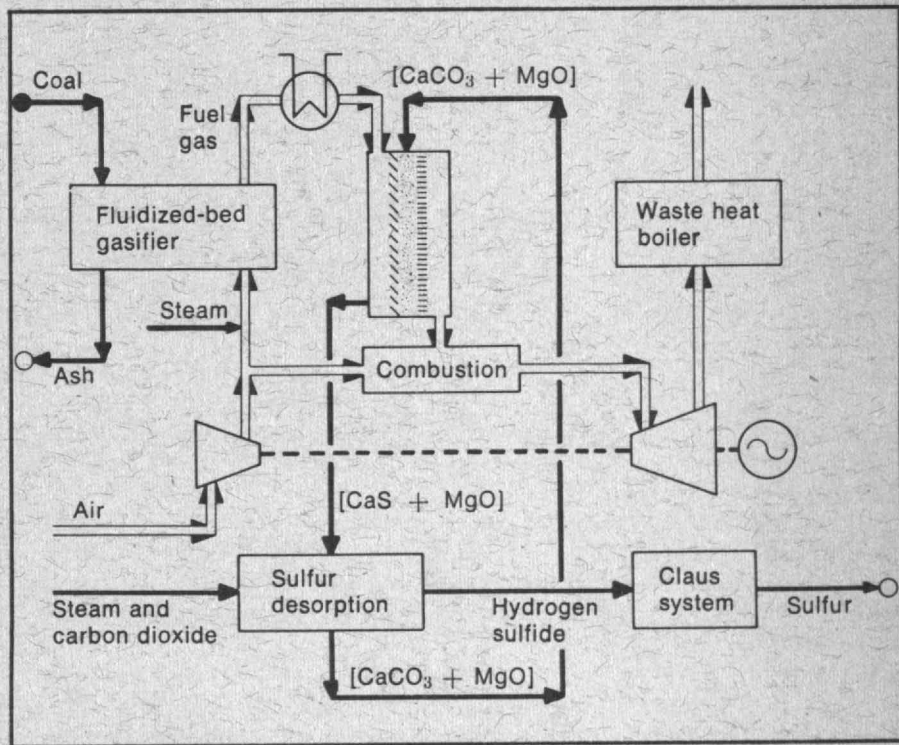 Coal
Fuel
gas
[CaCO₃ + MgO]
Fluidized-bed
gasifier
Waste heat
boiler
Steam
Ash
Combustion
Air
[CaS + MgO]
Steam and
carbon dioxide
Sulfur
desorption
Hydrogen
sulfide
Claus
system
Sulfur
[CaCO₃ + MgO]